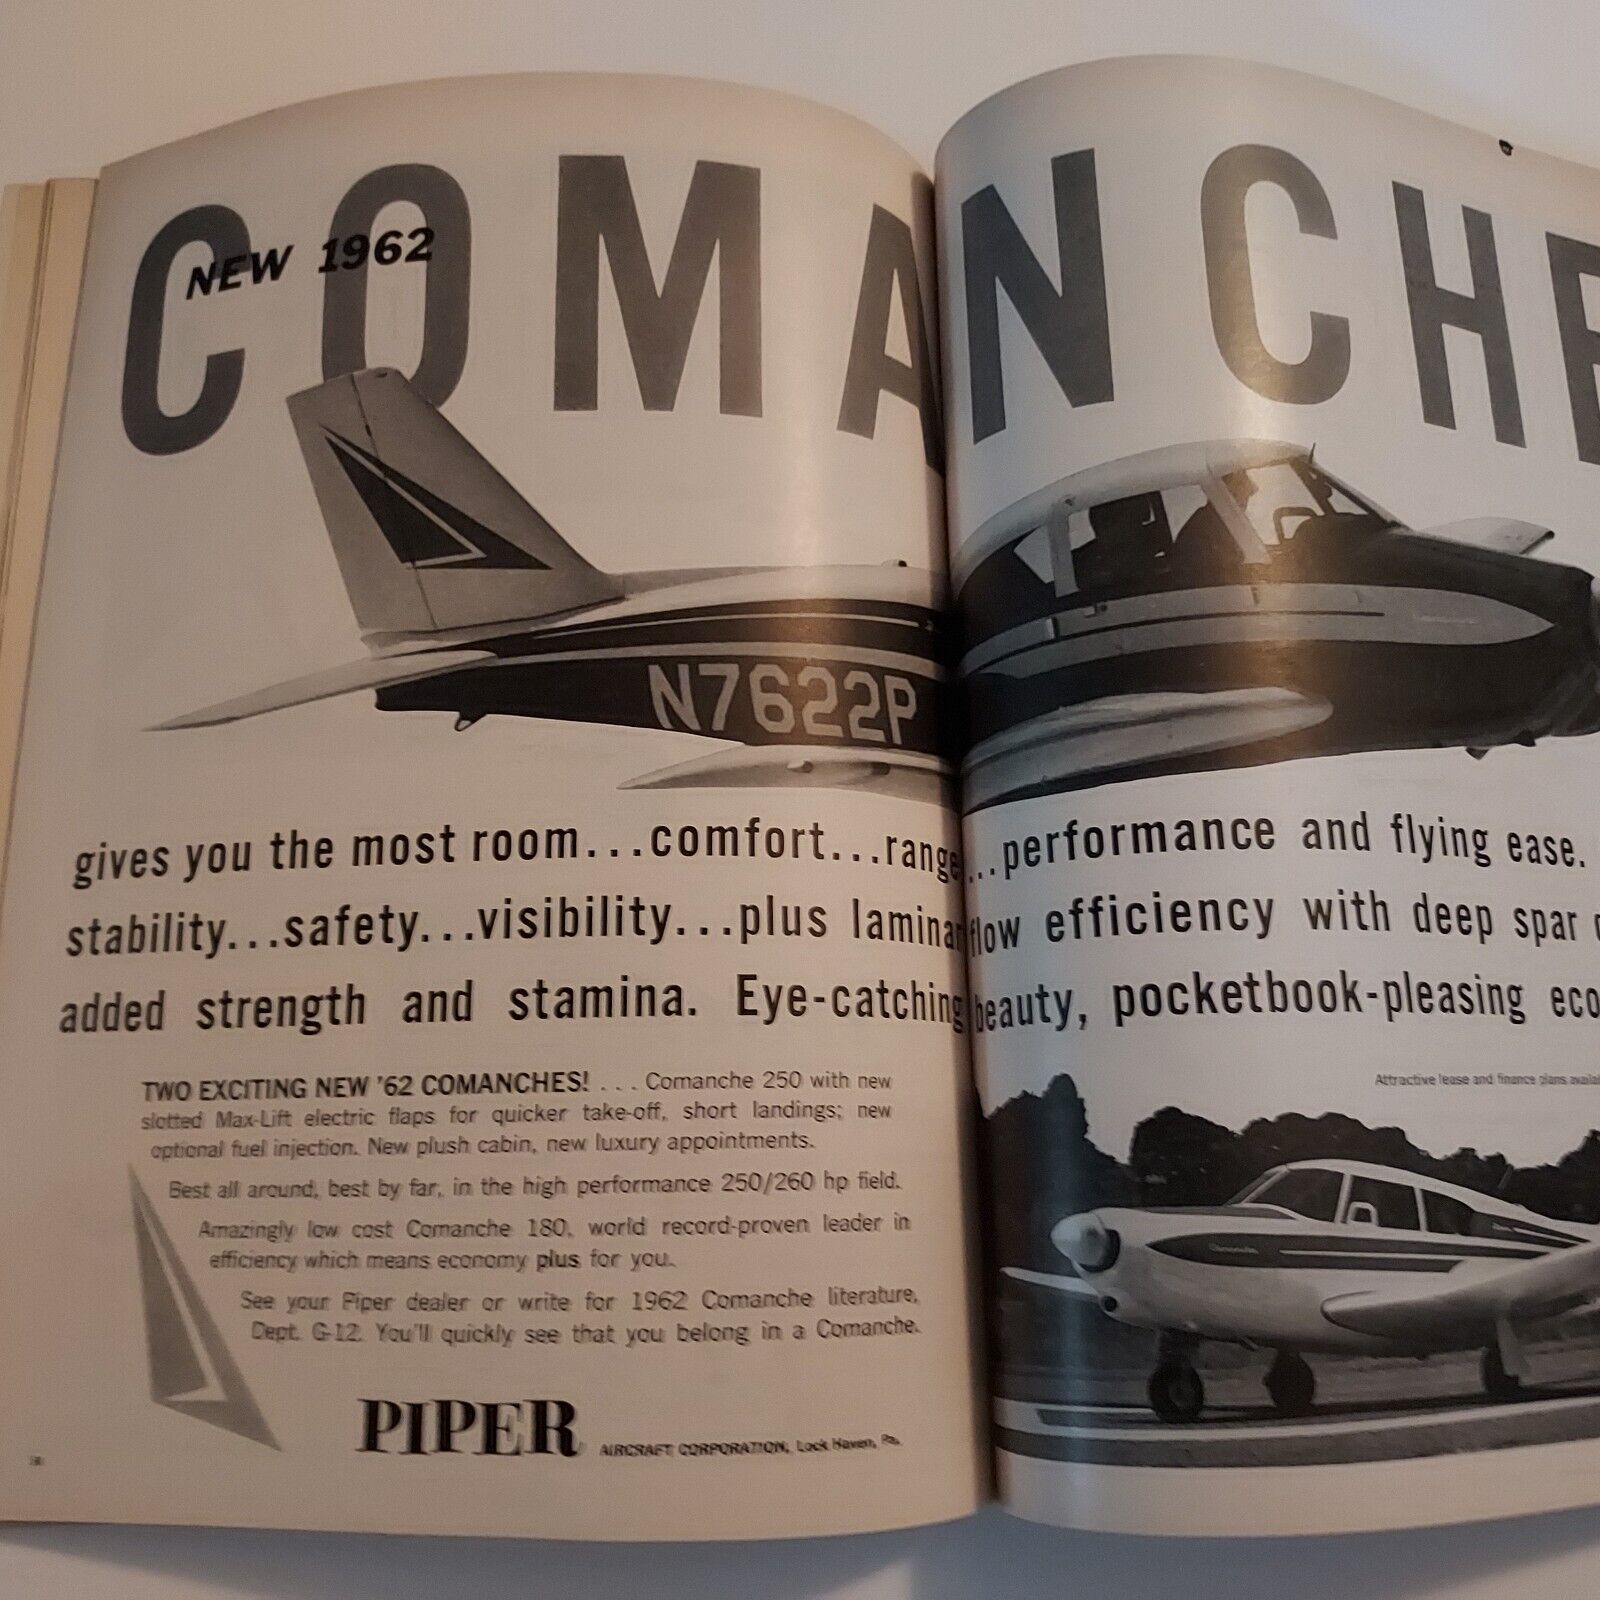 COMANCHE
NEW 1962
N7622P
gives you the most room...comfort...range...performance and flying ease.
stability...safety...visibility...plus laminar flow efficiency with deep spar
added strength and stamina. Eye-catching beauty, pocketbook-pleasing eco
Attractive lease and finance plans availa
TWO EXCITING NEW '62 COMANCHES! ... Comanche 250 with new
slotted Max-Lift electric flaps for quicker take-off, short landings; new
optional fuel injection. New plush cabin, new luxury appointments.
Best all around, best by far, in the high performance 250/260 hp field.
Amazingly low cost Comanche 180, world record-proven leader in
efficiency which means economy plus for you.
See your Piper dealer or write for 1962 Comanche literature,
Dept. G-12. You'll quickly see that you belong in a Comanche.
PIPER
AIRCRAFT CORPORATION, Lock Haven, Pa.